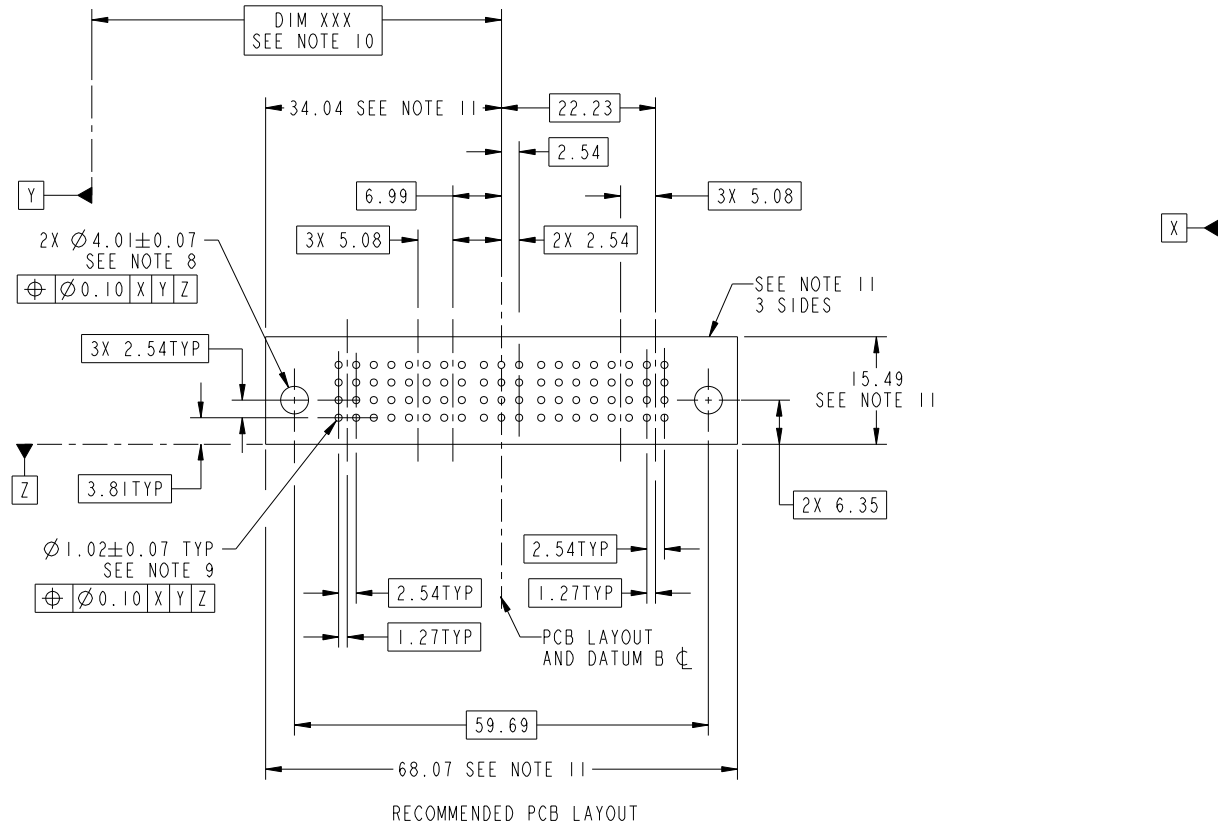 DIM XXX
SEE NOTE 10
34.04 SEE NOTE 11
22.23
2.54
Y
6.99
3X 5.08
X
2X Ø4.01±0.07
SEE NOTE 8
3X 5.08
2X 2.54
⌖ Ø0.10 X Y Z
SEE NOTE 11
3 SIDES
3X 2.54TYP
15.49
SEE NOTE 11
Z
3.81TYP
2X 6.35
Ø1.02±0.07 TYP
SEE NOTE 9
⌖ Ø0.10 X Y Z
2.54TYP
2.54TYP
1.27TYP
1.27TYP
PCB LAYOUT
AND DATUM B ℄
59.69
68.07 SEE NOTE 11
RECOMMENDED PCB LAYOUT